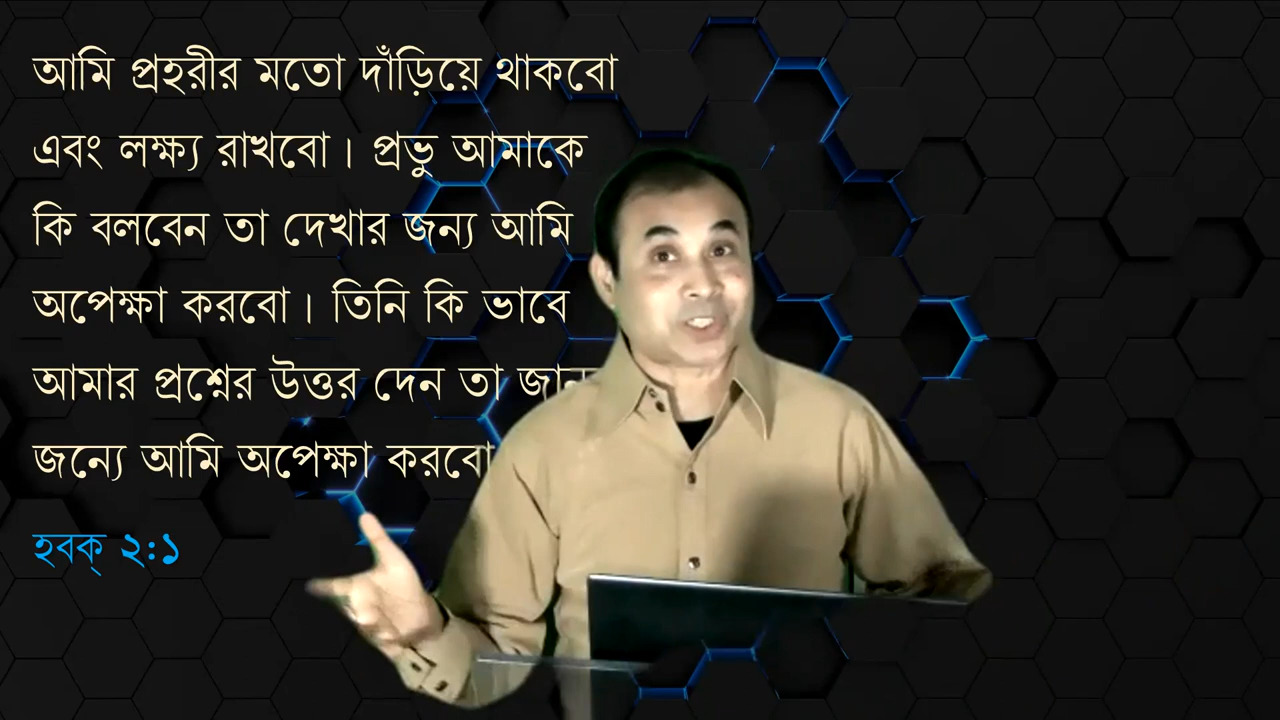 আমি প্রহরীর মতো দাঁড়িয়ে থাকবো
এবং লক্ষ্য রাখবো। প্রভু আমাকে
কি বলবেন তা দেখার জন্য আমি
অপেক্ষা করবো। তিনি কি ভাবে
আমার প্রশ্নের উত্তর দেন তা
জন্যে আমি অপেক্ষা করবো
হবক্ ২:১